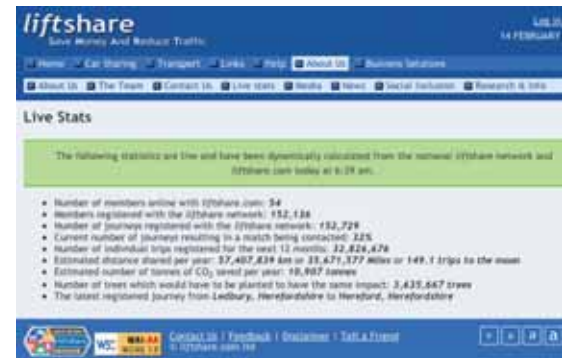 liftshare
Save Money And Reduce Traffic
Log In
14 FEBRUARY
Home Car Sharing Transport Links Help About Us Business Solutions
About Us The Team Contact Us Live stats Media News Social Inclusion Research & Info
Live Stats
The following statistics are live and have been dynamically calculated from the national liftshare network and
liftshare.com today at 6:39 am.
Number of members online with liftshare.com: 54
Members registered with the liftshare network: 152,136
Number of journeys registered with the liftshare network: 152,729
Current number of journeys resulting in a match being contacted: 32%
Number of individual trips registered for the next 12 months: 32,826,676
Estimated distance shared per year: 57,407,839 km or 35,671,577 Miles or 149.1 trips to the moon
Estimated number of tonnes of CO₂ saved per year: 10,907 tonnes
Number of trees which would have to be planted to have the same impact: 3,635,667 trees
The latest registered journey from Ledbury, Herefordshire to Hereford, Herefordshire
W3C WAI-AA
WCAG 1.0
Contact Us | Feedback | Disclaimer | Tell a Friend
© liftshare.com ltd
a a a a